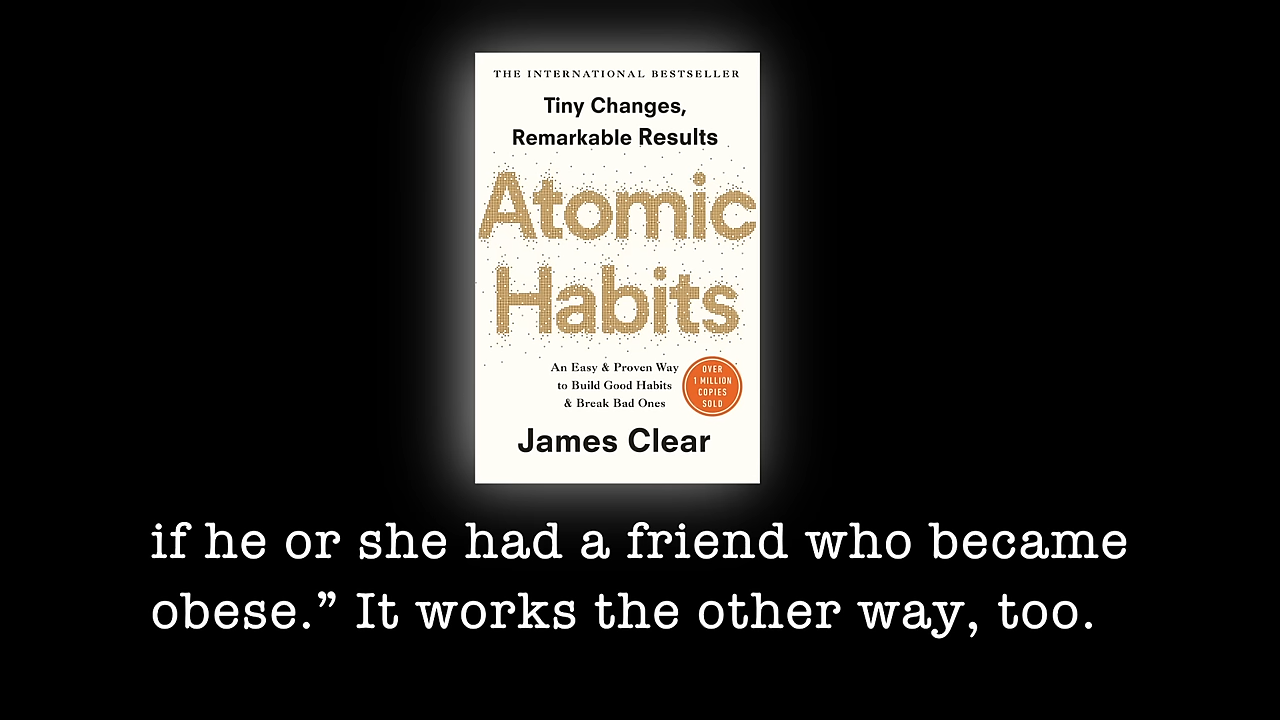 THE INTERNATIONAL BESTSELLER
Tiny Changes,
Remarkable Results
Atomic
Habits
An Easy & Proven Way
to Build Good Habits
& Break Bad Ones
OVER
1 MILLION
COPIES
SOLD
James Clear
if he or she had a friend who became
obese.” It works the other way, too.